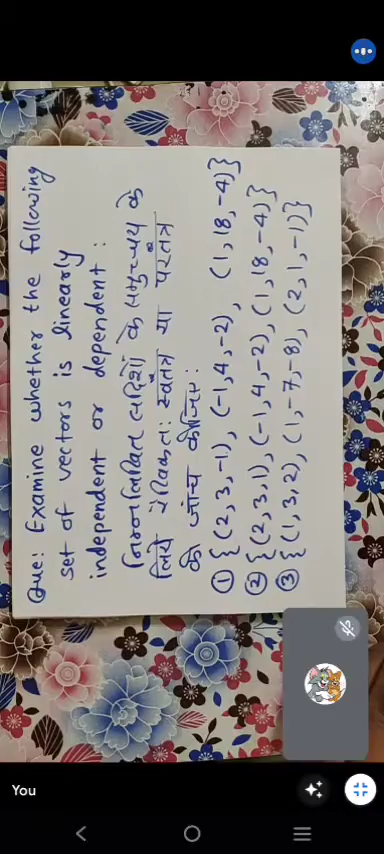 Que: Examine whether the following
set of vectors is linearly
independent or dependent:
निम्नलिखित सदिशों के समुच्चय के
लिये रैखिकतः स्वतंत्र या परतंत्र
की जांच कीजिए:
① {(2, 3, -1), (-1, 4, -2), (1, 18, -4)}
② {(2, 3, 1), (-1, 4, -2), (1, 18, -4)}
③ {(1, 3, 2), (1, -7, -8), (2, 1, -1)}
You